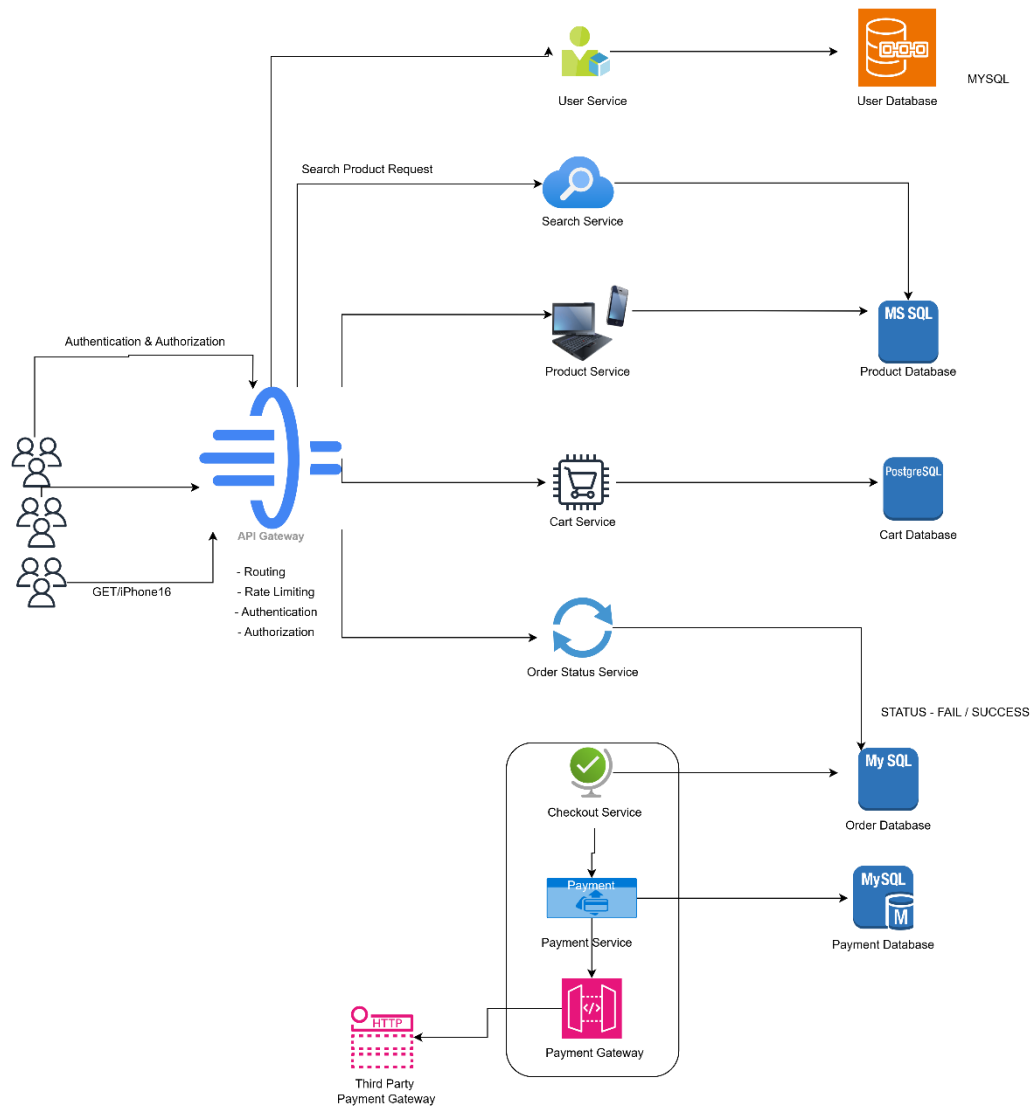 User Service
User Database
MYSQL
Search Product Request
Search Service
MS SQL
Product Service
Product Database
Authentication & Authorization
PostgreSQL
API Gateway
Cart Service
Cart Database
- Routing
GET/iPhone16
- Rate Limiting
- Authentication
- Authorization
Order Status Service
STATUS - FAIL / SUCCESS
My SQL
Checkout Service
Order Database
Payment
MySQL
M
Payment Service
Payment Database
</>
HTTP
Payment Gateway
Third Party
Payment Gateway